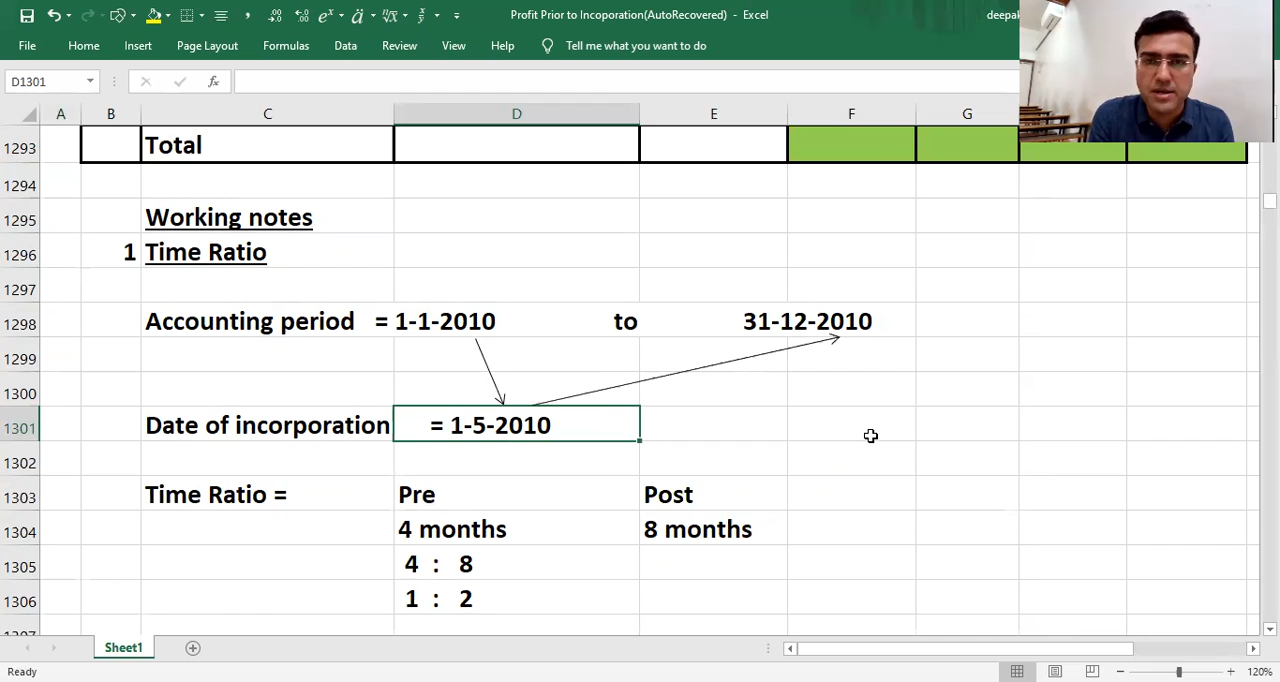 Profit Prior to Incoporation(AutoRecovered) - Excel
deepak
File Home Insert Page Layout Formulas Data Review View Help Tell me what you want to do
D1301 fx
A B C D E F G
1293 Total
1294
1295 Working notes
1296 1 Time Ratio
1297
1298 Accounting period = 1-1-2010 to 31-12-2010
1299
1300
1301 Date of incorporation = 1-5-2010
1302
1303 Time Ratio = Pre Post
1304 4 months 8 months
1305 4 : 8
1306 1 : 2
1307
Sheet1
Ready 120%